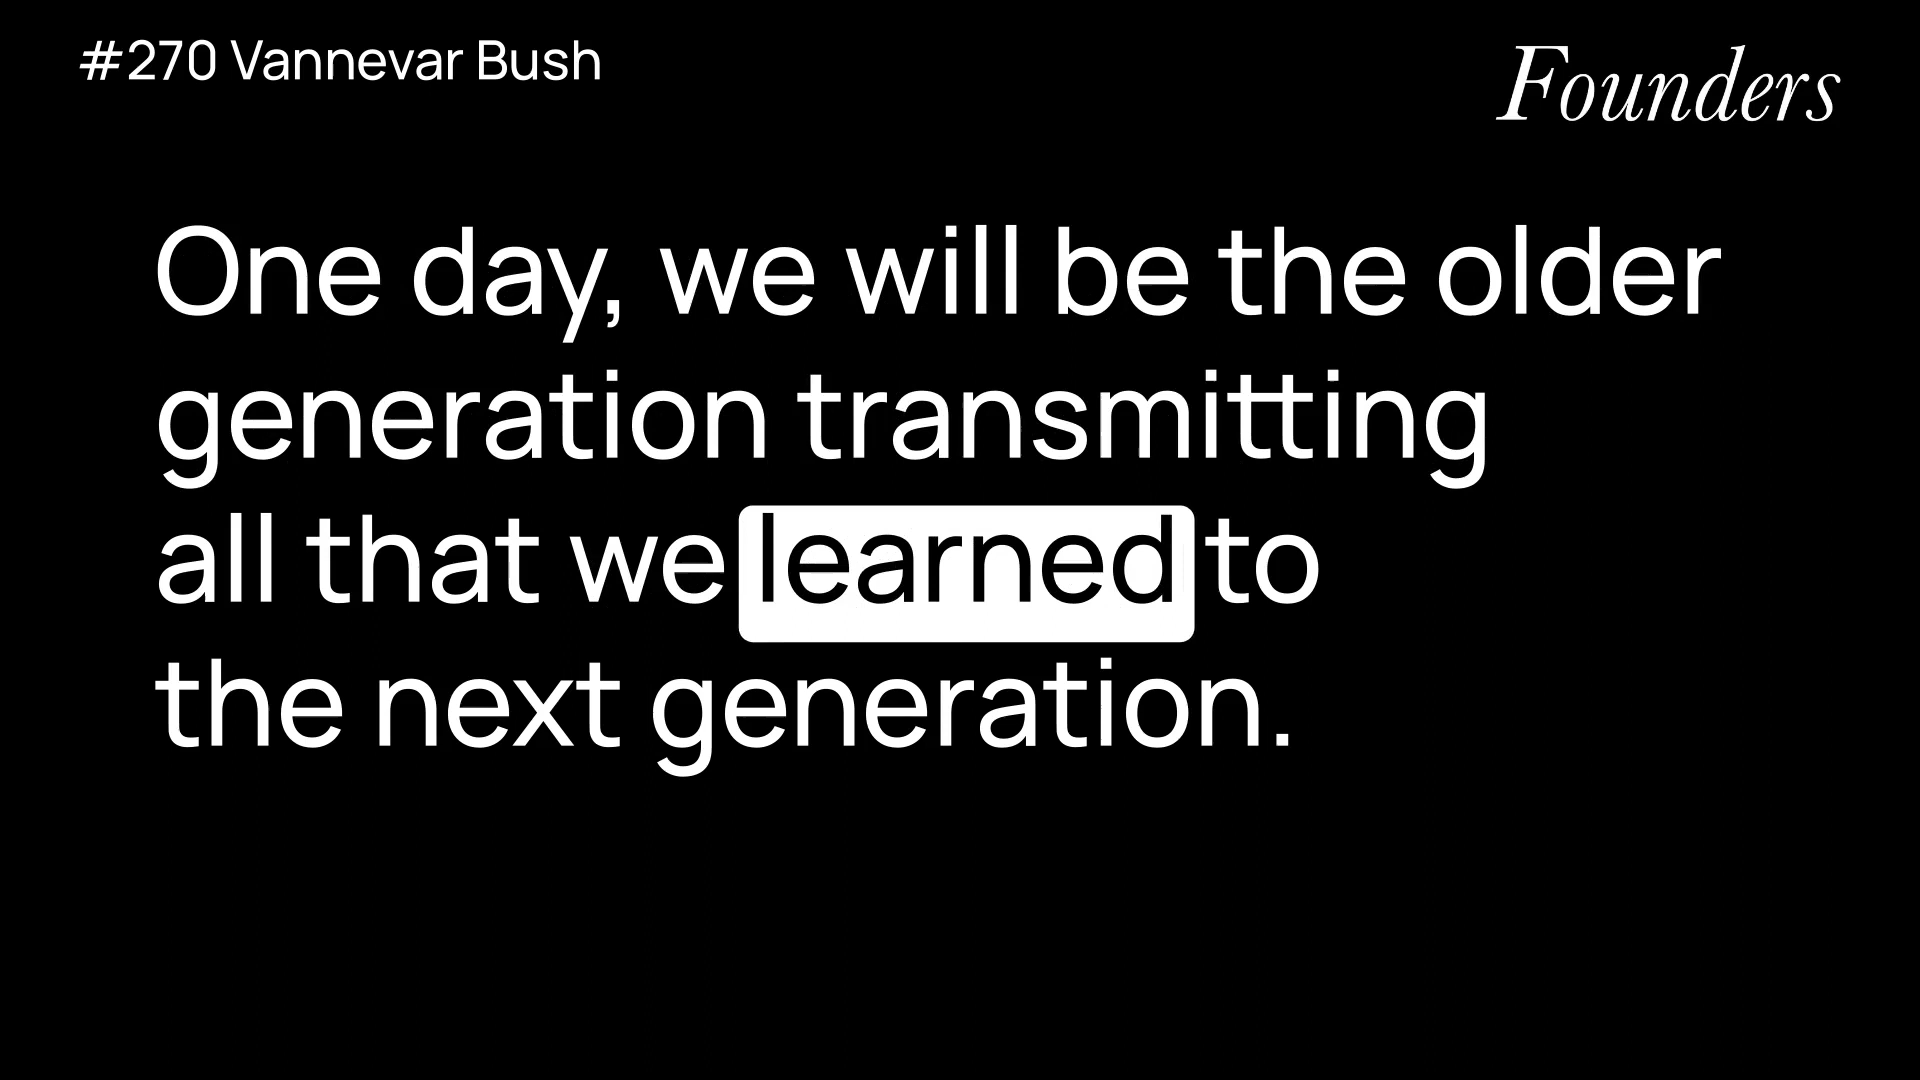 #270 Vannevar Bush
Founders
One day, we will be the older
generation transmitting
all that we learned to
the next generation.